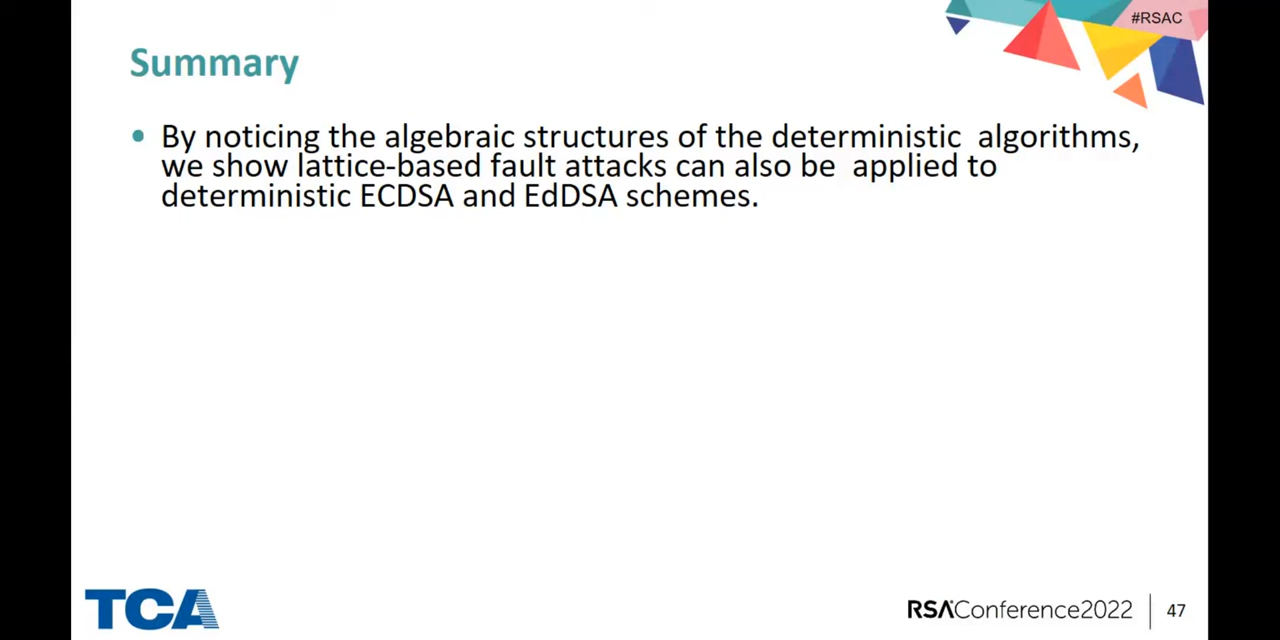 #RSAC
Summary
• By noticing the algebraic structures of the deterministic  algorithms,
we show lattice-based fault attacks can also be  applied to
deterministic ECDSA and EdDSA schemes.
TCA
RSAConference2022
47